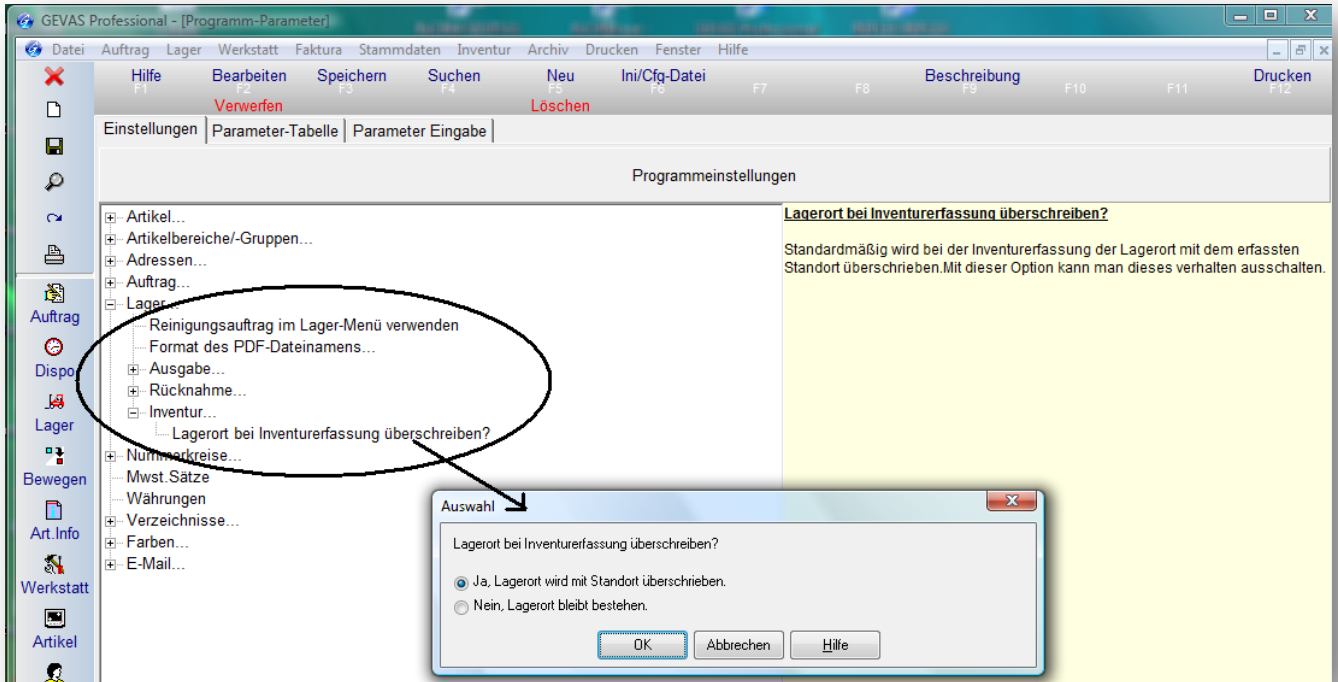 GEVAS Professional - [Programm-Parameter]
Datei Auftrag Lager Werkstatt Faktura Stammdaten Inventur Archiv Drucken Fenster Hilfe
Hilfe Bearbeiten Speichern Suchen Neu Ini/Cfg-Datei Beschreibung Drucken
F1 F2 F3 F4 F5 F6 F7 F8 F9 F10 F11 F12
Verwerfen Löschen
Einstellungen Parameter-Tabelle Parameter Eingabe
Programmeinstellungen
Auftrag
Dispo
Lager
Bewegen
Art.Info
Werkstatt
Artikel
Artikel...
Artikelbereiche/-Gruppen...
Adressen...
Auftrag...
Lager...
Reinigungsauftrag im Lager-Menü verwenden
Format des PDF-Dateinamens...
Ausgabe...
Rücknahme...
Inventur...
Lagerort bei Inventurerfassung überschreiben?
Nummerkreise...
Mwst.Sätze
Währungen
Verzeichnisse...
Farben...
E-Mail...
Lagerort bei Inventurerfassung überschreiben?
Standardmäßig wird bei der Inventurerfassung der Lagerort mit dem erfassten
Standort überschrieben.Mit dieser Option kann man dieses verhalten ausschalten.
Auswahl
Lagerort bei Inventurerfassung überschreiben?
Ja, Lagerort wird mit Standort überschrieben.
Nein, Lagerort bleibt bestehen.
OK Abbrechen Hilfe